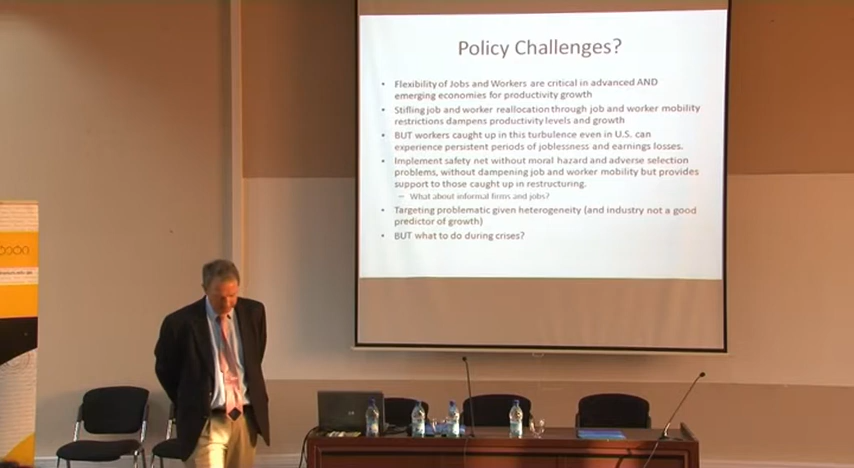 Policy Challenges?
• Flexibility of Jobs and Workers are critical in advanced AND
emerging economies for productivity growth
• Stifling job and worker reallocation through job and worker mobility
restrictions dampens productivity levels and growth
• BUT workers caught up in this turbulence even in U.S. can
experience persistent periods of joblessness and earnings losses.
• Implement safety net without moral hazard and adverse selection
problems, without dampening job and worker mobility but provides
support to those caught up in restructuring.
– What about informal firms and jobs?
• Targeting problematic given heterogeneity (and industry not a good
predictor of growth)
• BUT what to do during crises?